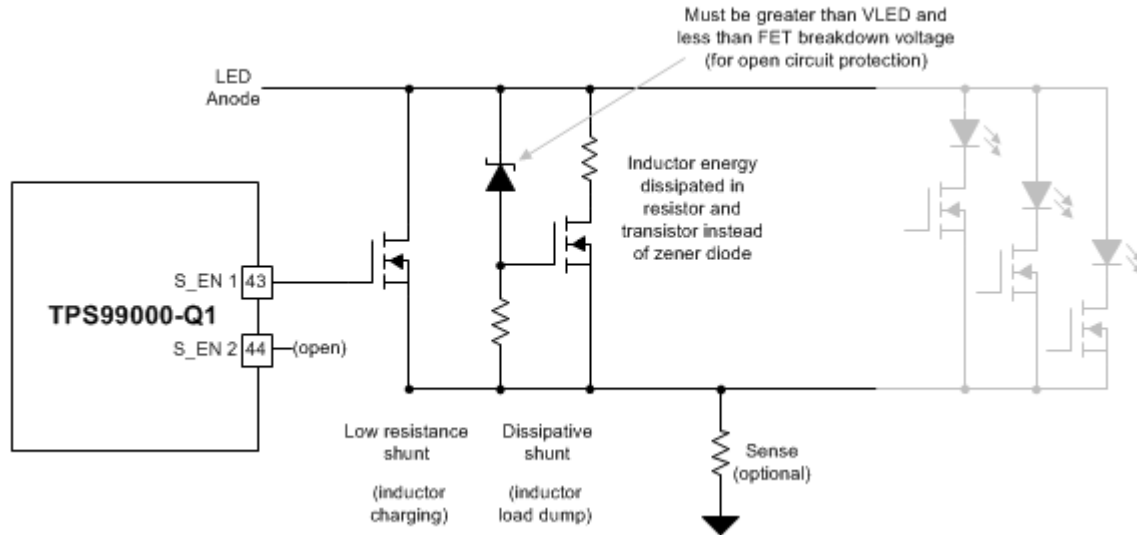 Must be greater than VLED and
less than FET breakdown voltage
(for open circuit protection)
LED
Anode
Inductor energy
dissipated in
resistor and
transistor instead
of zener diode
S_EN 1 43
TPS99000-Q1
S_EN 2 44 (open)
Low resistance
shunt
(inductor
charging)
Dissipative
shunt
(inductor
load dump)
Sense
(optional)